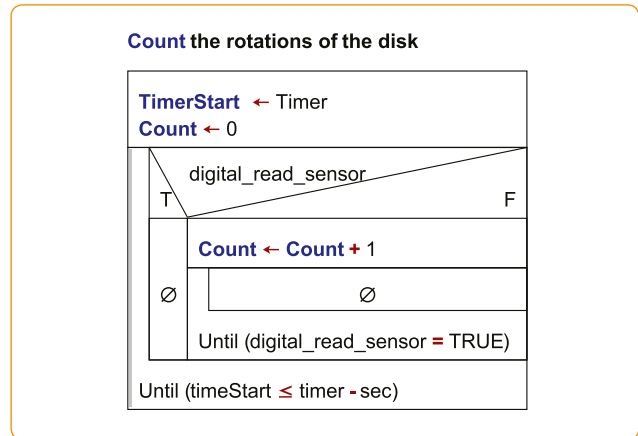 Count the rotations of the disk
TimerStart ← Timer
Count ← 0
digital_read_sensor
T F
Count ← Count + 1
∅ ∅
Until (digital_read_sensor = TRUE)
Until (timeStart ≤ timer - sec)